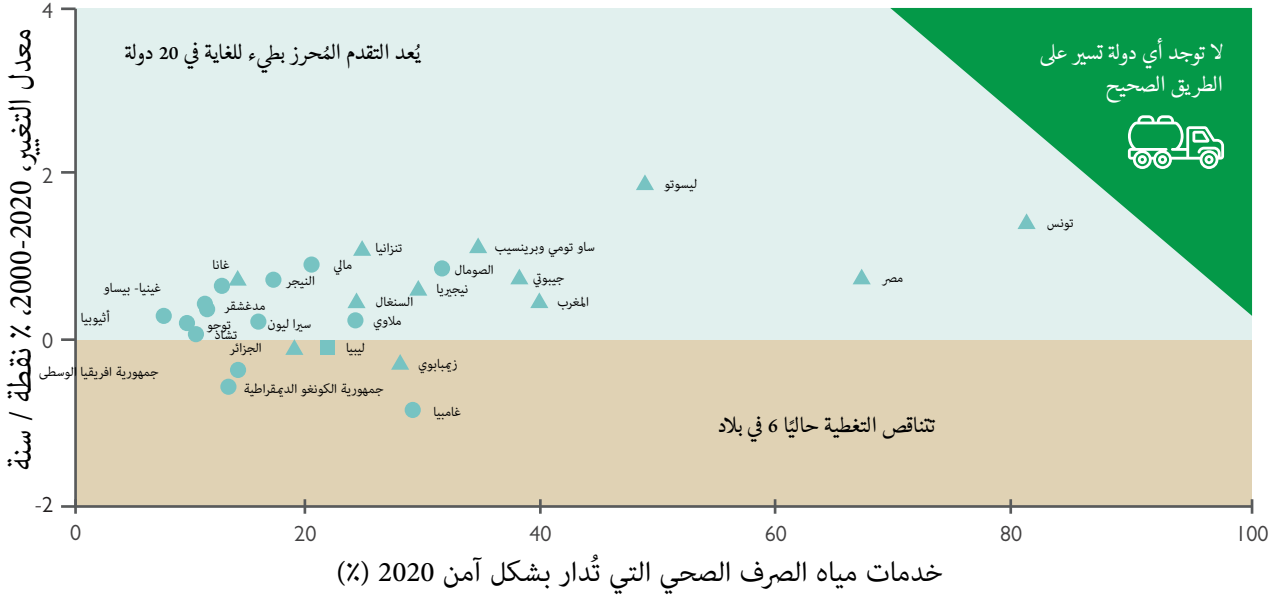 معدل التغيير، 2020-2000، ٪ نقطة / سنة
4
2
0
-2
يُعد التقدم المُحرز بطيء للغاية في 20 دولة
لا توجد أي دولة تسير على
الطريق الصحيح
ليسوتو
تونس
ساو تومي وبرينسيب
تنزانيا
مالي
غانا
الصومال
جيبوتي
مصر
النيجر
نيجيريا
غينيا- بيساو
السنغال
المغرب
مدغشقر
أثيوبيا
توجو
سيرا ليون
ملاوي
تشاد
الجزائر
ليبيا
زيمبابوي
جمهورية افريقيا الوسطى
جمهورية الكونغو الديمقراطية
غامبيا
تتناقص التغطية حاليًا 6 في بلاد
0
20
40
60
80
100
خدمات مياه الصرف الصحي التي تُدار بشكل آمن 2020 (٪)